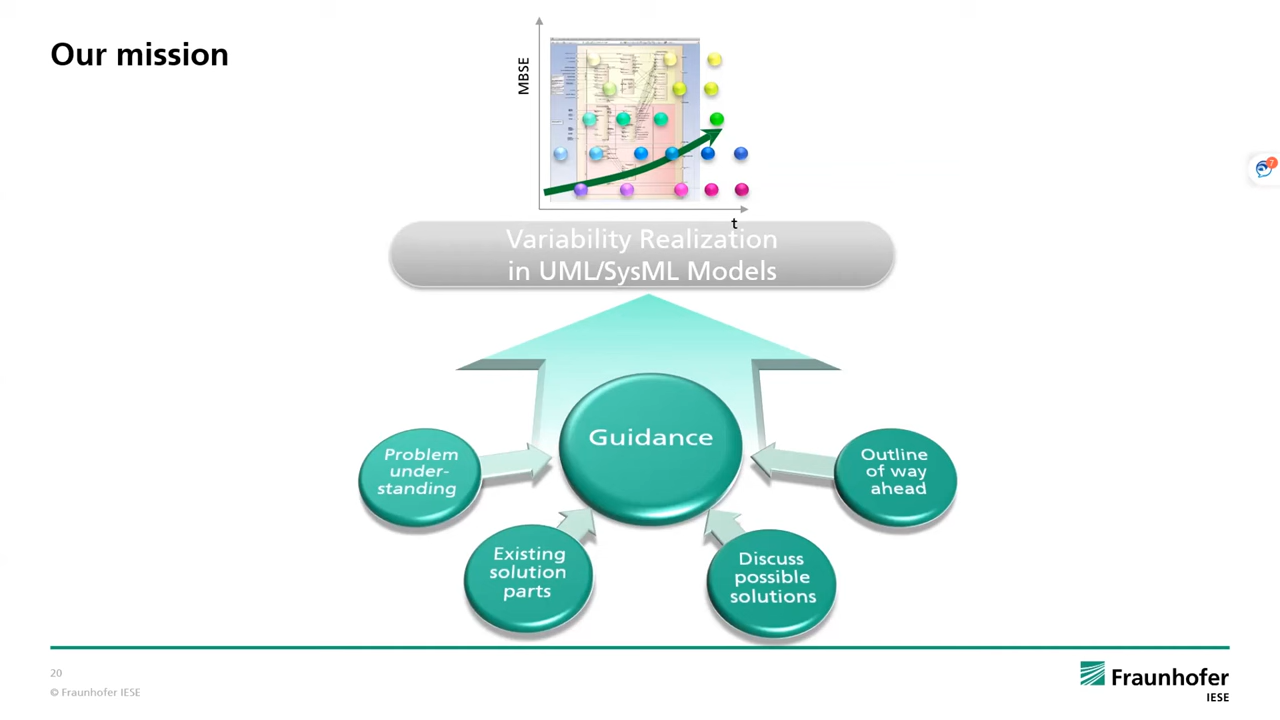 Our mission
MBSE
t
Variability Realization
in UML/SysML Models
Guidance
Problem
under-
standing
Outline
of way
ahead
Existing
solution
parts
Discuss
possible
solutions
7
20
© Fraunhofer IESE
Fraunhofer
IESE